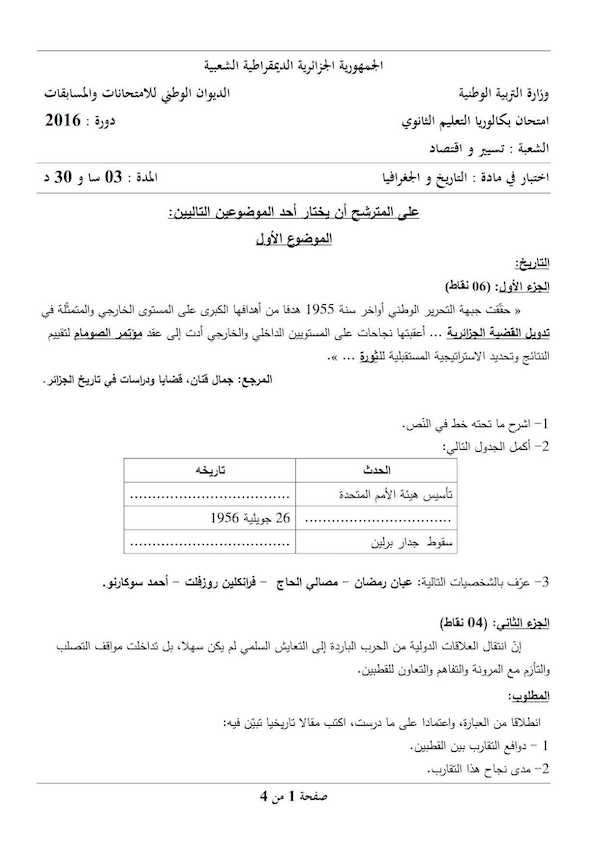 الجمهورية الجزائرية الديمقراطية الشعبية
وزارة التربية الوطنية الديوان الوطني للامتحانات والمسابقات
امتحان بكالوريا التعليم الثانوي دورة : 2016
الشعبة : تسيير و اقتصاد
اختبار في مادة : التاريخ و الجغرافيا المدة : 03 سا و 30 د
على المترشح أن يختار أحد الموضوعين التاليين:
الموضوع الأول
التاريخ:
الجزء الأول: (06 نقاط)
« حقّقت جبهة التحرير الوطني أواخر سنة 1955 هدفا من أهدافها الكبرى على المستوى الخارجي والمتمثّلة في
تدويل القضية الجزائرية ... أعقبتها نجاحات على المستويين الداخلي والخارجي أدت إلى عقد مؤتمر الصومام لتقييم
النتائج وتحديد الاستراتيجية المستقبلية للثورة ... ».
المرجع: جمال قنان، قضايا ودراسات في تاريخ الجزائر.
1- اشرح ما تحته خط في النّص.
2- أكمل الجدول التالي:
الحدث تاريخه
تأسيس هيئة الأمم المتحدة ....................................
................................. 26 جويلية 1956
سقوط جدار برلين ....................................
3- عرّف بالشخصيات التالية: عبان رمضان – مصالي الحاج – فرانكلين روزفلت – أحمد سوكارنو.
الجزء الثاني: (04 نقاط)
إنّ انتقال العلاقات الدولية من الحرب الباردة إلى التعايش السلمي لم يكن سهلا، بل تداخلت مواقف التصلب
والتأزم مع المرونة والتفاهم والتعاون للقطبين.
المطلوب:
انطلاقا من العبارة، واعتمادا على ما درست، اكتب مقالا تاريخيا تبيّن فيه:
1 - دوافع التقارب بين القطبين.
2- مدى نجاح هذا التقارب.
صفحة 1 من 4